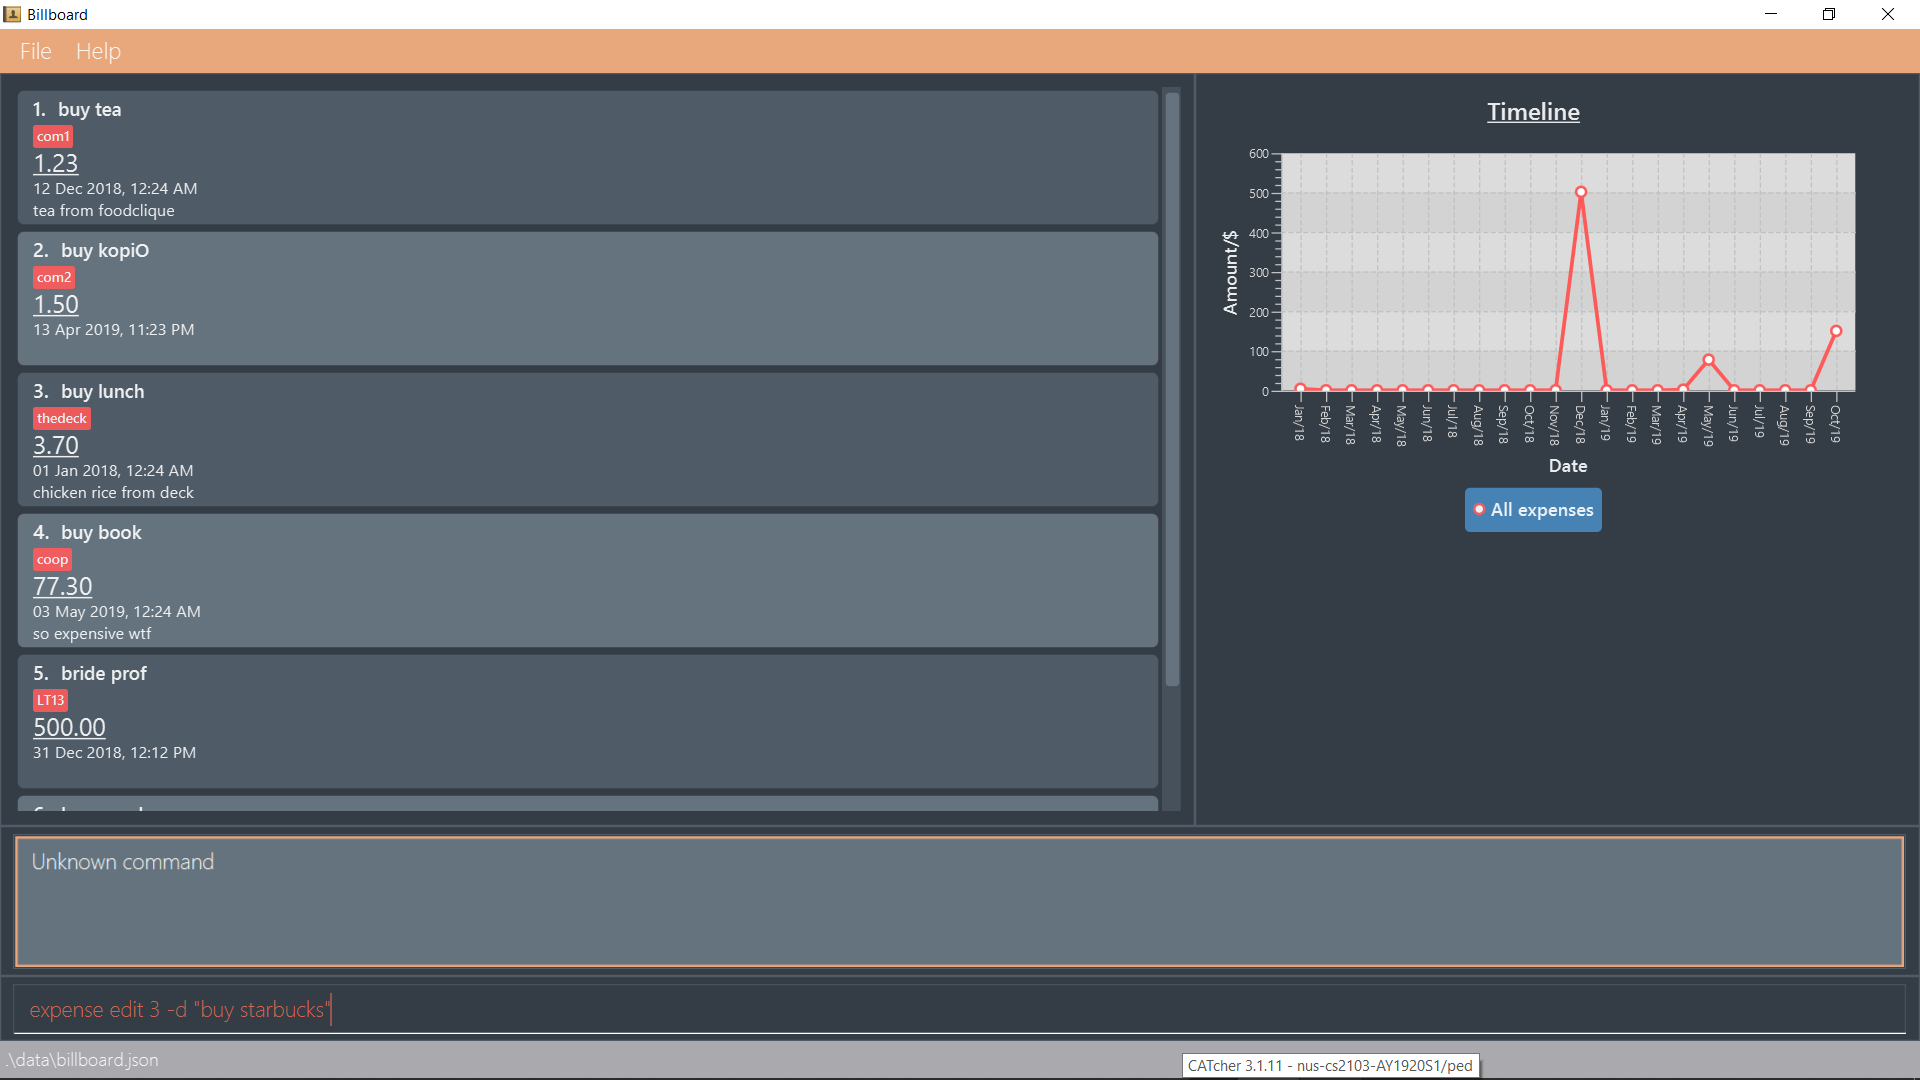 Billboard
File Help
1. buy tea
com1
1.23
12 Dec 2018, 12:24 AM
tea from foodclique
2. buy kopiO
com2
1.50
13 Apr 2019, 11:23 PM
3. buy lunch
thedeck
3.70
01 Jan 2018, 12:24 AM
chicken rice from deck
4. buy book
coop
77.30
03 May 2019, 12:24 AM
so expensive wtf
5. bride prof
LT13
500.00
31 Dec 2018, 12:12 PM
Timeline
Amount/$
600
500
400
300
200
100
0
Jan/18
Feb/18
Mar/18
Apr/18
May/18
Jun/18
Jul/18
Aug/18
Sep/18
Oct/18
Nov/18
Dec/18
Jan/19
Feb/19
Mar/19
Apr/19
May/19
Jun/19
Jul/19
Aug/19
Sep/19
Oct/19
Date
All expenses
Unknown command
expense edit 3 -d "buy starbucks"
.\data\billboard.json
CATcher 3.1.11 - nus-cs2103-AY1920S1/ped